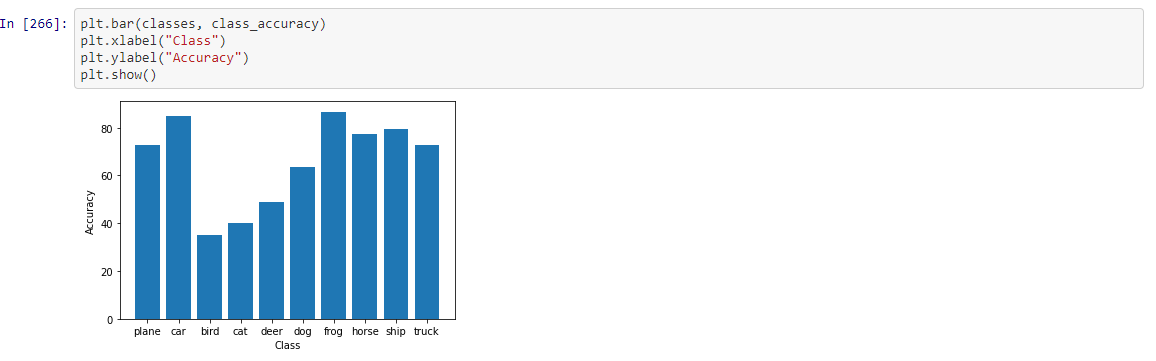 In [266]:
plt.bar(classes, class_accuracy)
plt.xlabel("Class")
plt.ylabel("Accuracy")
plt.show()
80
60
40
20
0
Accuracy
plane car bird cat deer dog frog horse ship truck
Class